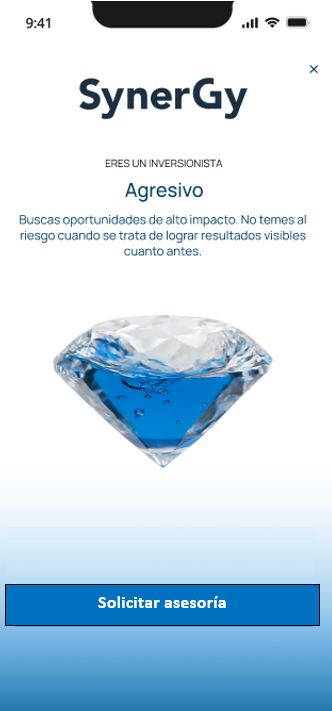 9:41
SynerGy
ERES UN INVERSIONISTA
Agresivo
Buscas oportunidades de alto impacto. No temes al
riesgo cuando se trata de lograr resultados visibles
cuanto antes.
Solicitar asesoría